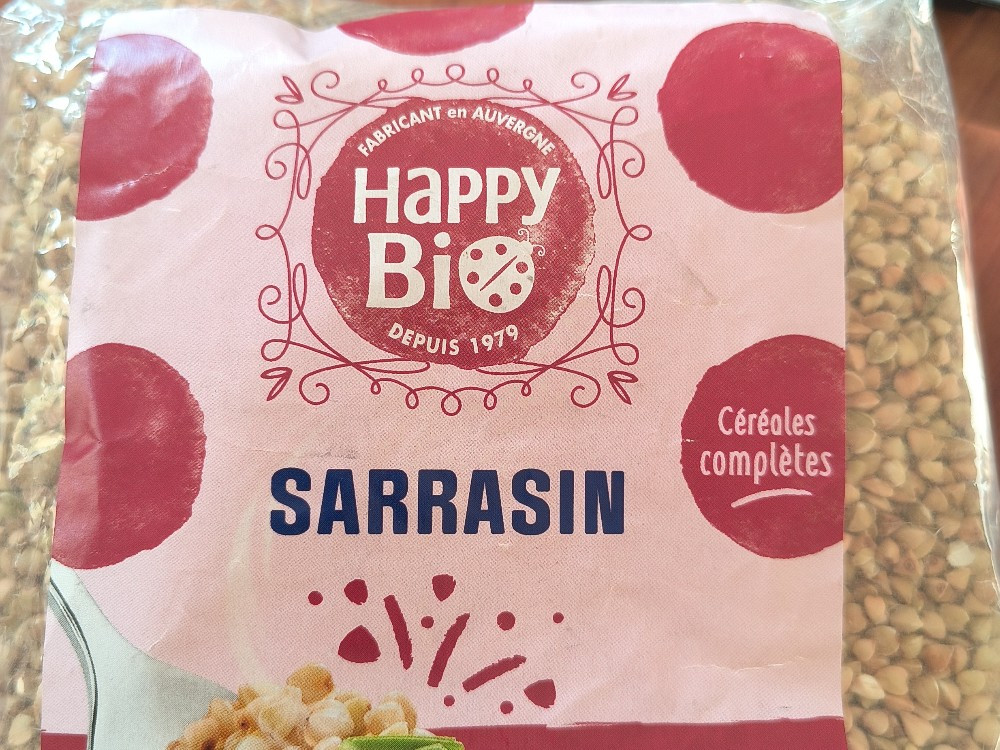 FABRICANT en AUVERGNE
HaPPY
BiO
DEPUIS 1979
Céréales
complètes
SARRASIN